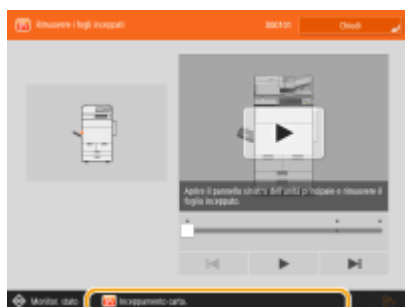 Rimuovere i fogli inceppati
Chiudi
Aprire il pannello sinistro dell'unità principale e rimuovere il
foglio inceppato.
Monitor. stato
Inceppamento carta.